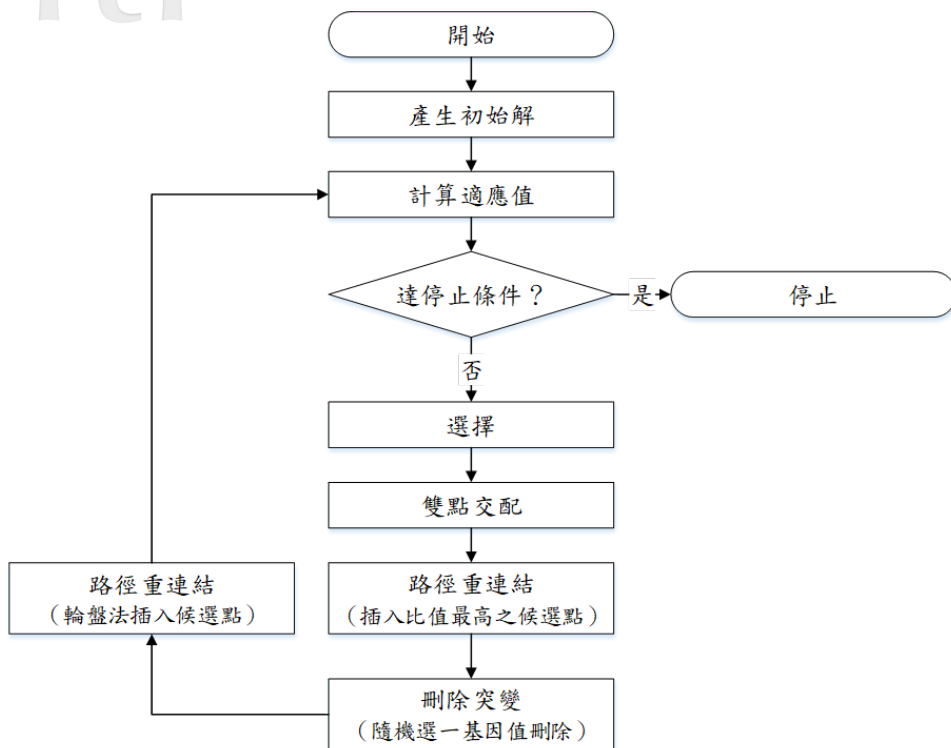 開始
產生初始解
計算適應值
達停止條件？
是
停止
否
選擇
雙點交配
路徑重連結
（輪盤法插入候選點）
路徑重連結
（插入比值最高之候選點）
刪除突變
（隨機選一基因值刪除）